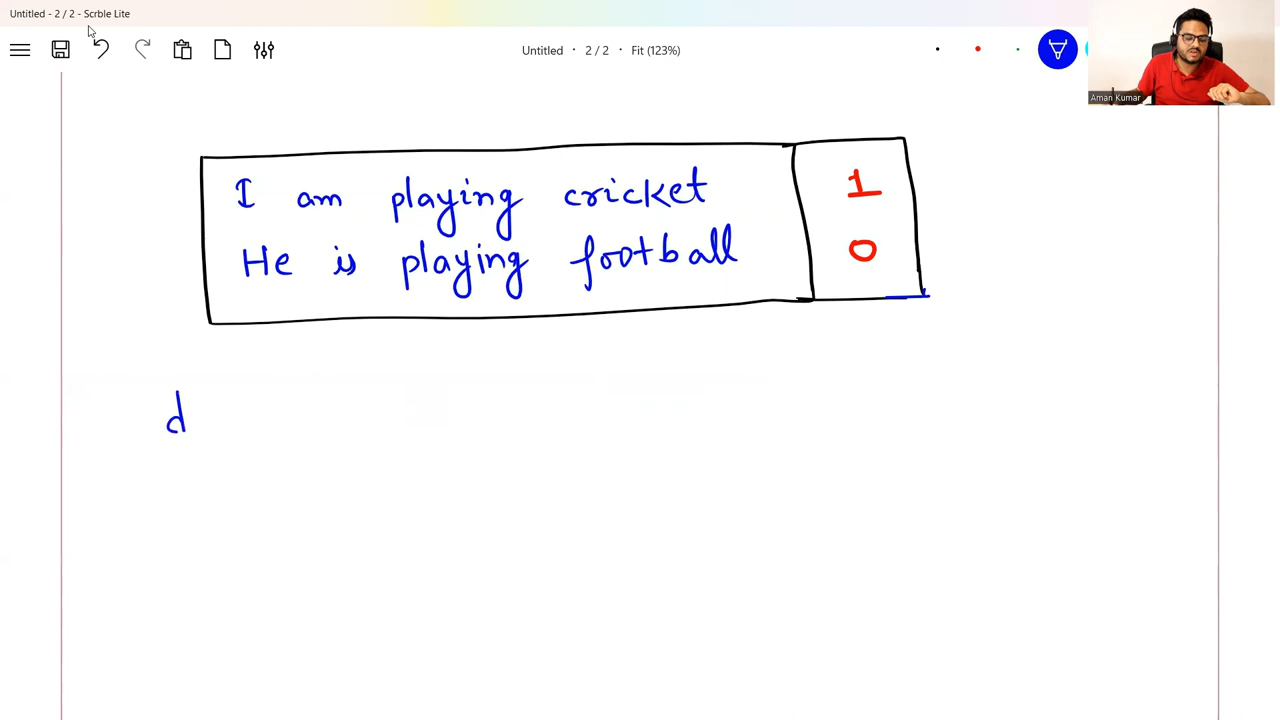 Untitled - 2 / 2 - Scrble Lite
Untitled • 2 / 2 • Fit (123%)
Aman Kumar
I am playing cricket 1
He is playing football 0
d